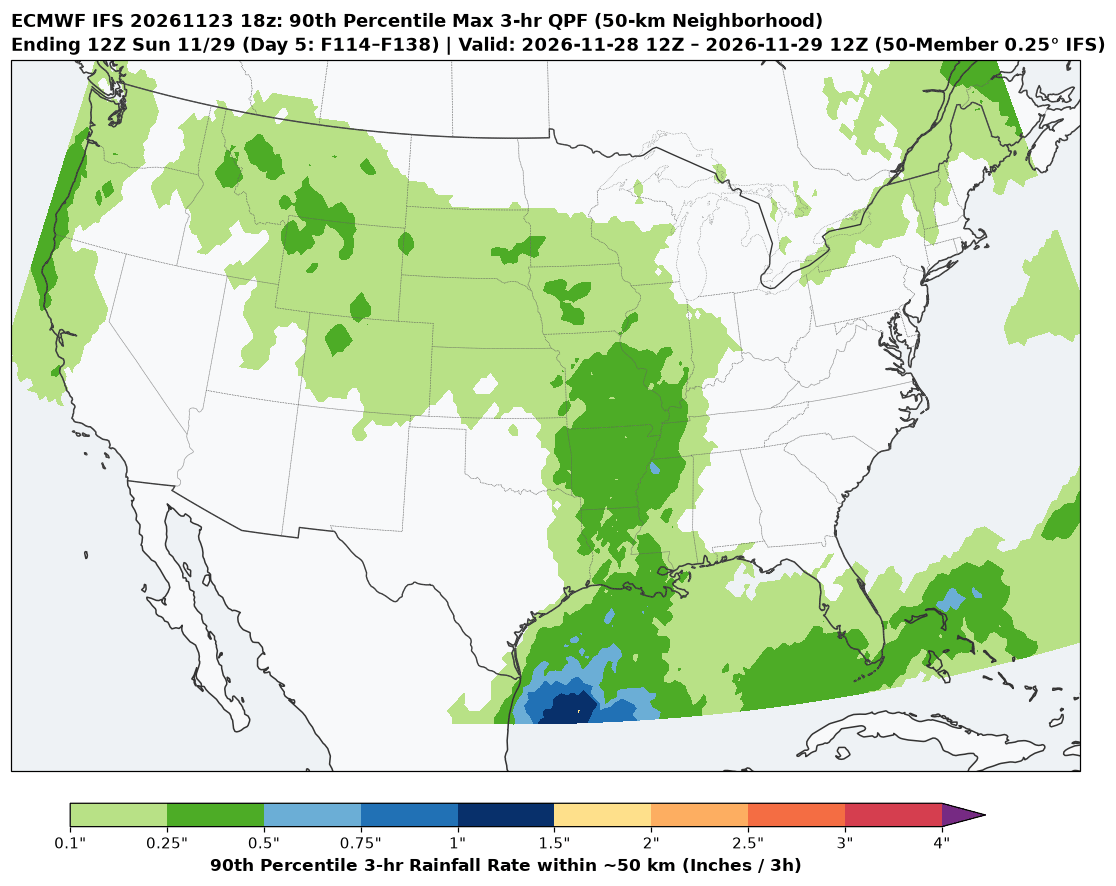 ECMWF IFS 20261123 18z: 90th Percentile Max 3-hr QPF (50-km Neighborhood)
Ending 12Z Sun 11/29 (Day 5: F114–F138) | Valid: 2026-11-28 12Z – 2026-11-29 12Z (50-Member 0.25° IFS)
0.1" 0.25" 0.5" 0.75" 1" 1.5" 2" 2.5" 3" 4"
90th Percentile 3-hr Rainfall Rate within ~50 km (Inches / 3h)